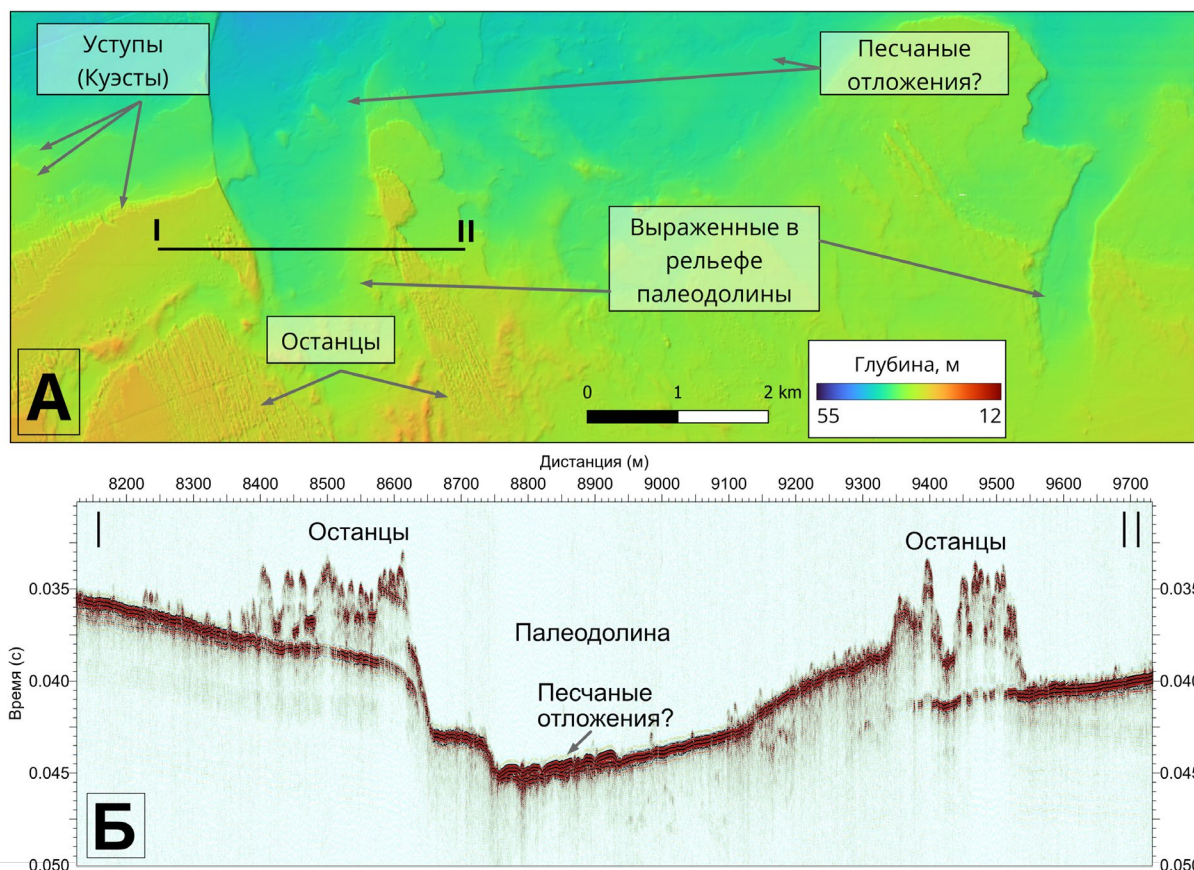 Уступы
(Куэсты)
Песчаные
отложения?
I
II
Выраженные в
рельефе
палеодолины
Останцы
А
0 1 2 km
Глубина, м
55 12
Дистанция (м)
8200 8300 8400 8500 8600 8700 8800 8900 9000 9100 9200 9300 9400 9500 9600 9700
I
Останцы
Останцы
II
0.035
0.035
Палеодолина
Время (с)
0.040
0.040
Песчаные
отложения?
0.045
0.045
Б
0.050
0.050